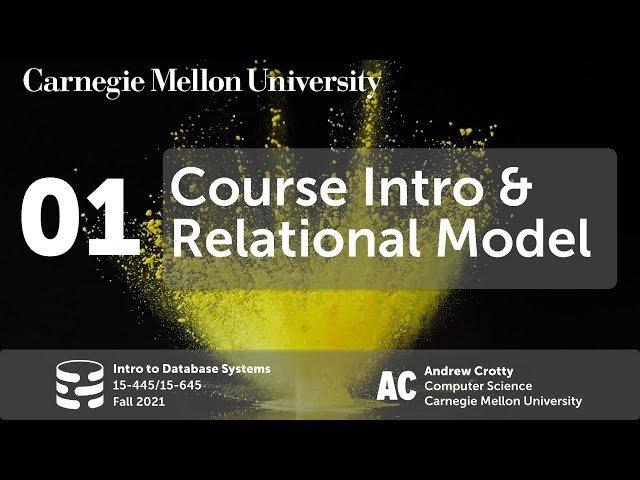 Carnegie Mellon University
01
Course Intro &
Relational Model
Intro to Database Systems
15-445/15-645
Fall 2021
AC
Andrew Crotty
Computer Science
Carnegie Mellon University